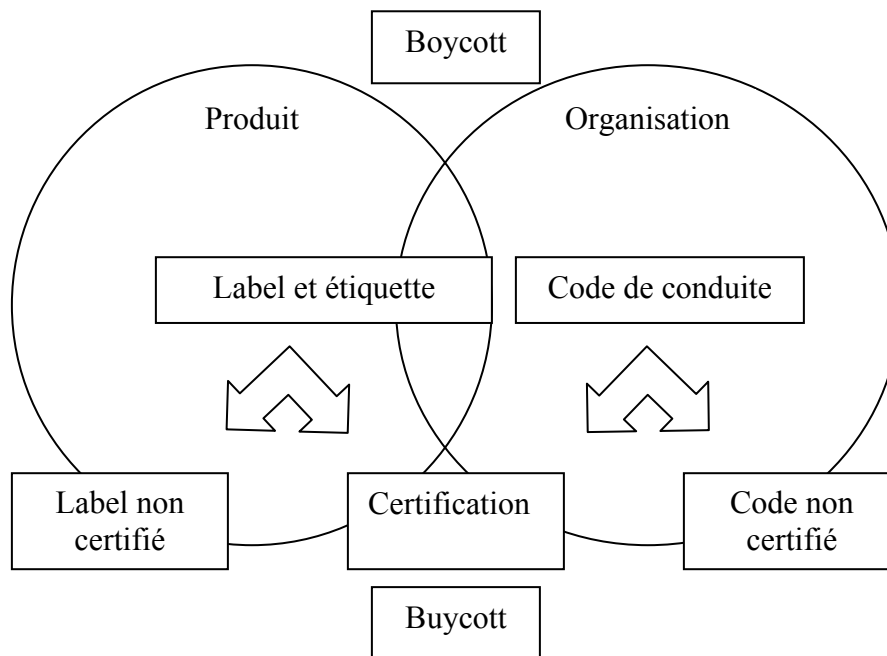 Boycott
Produit
Organisation
Label et étiquette
Code de conduite
Label non
certifié
Certification
Code non
certifié
Buycott